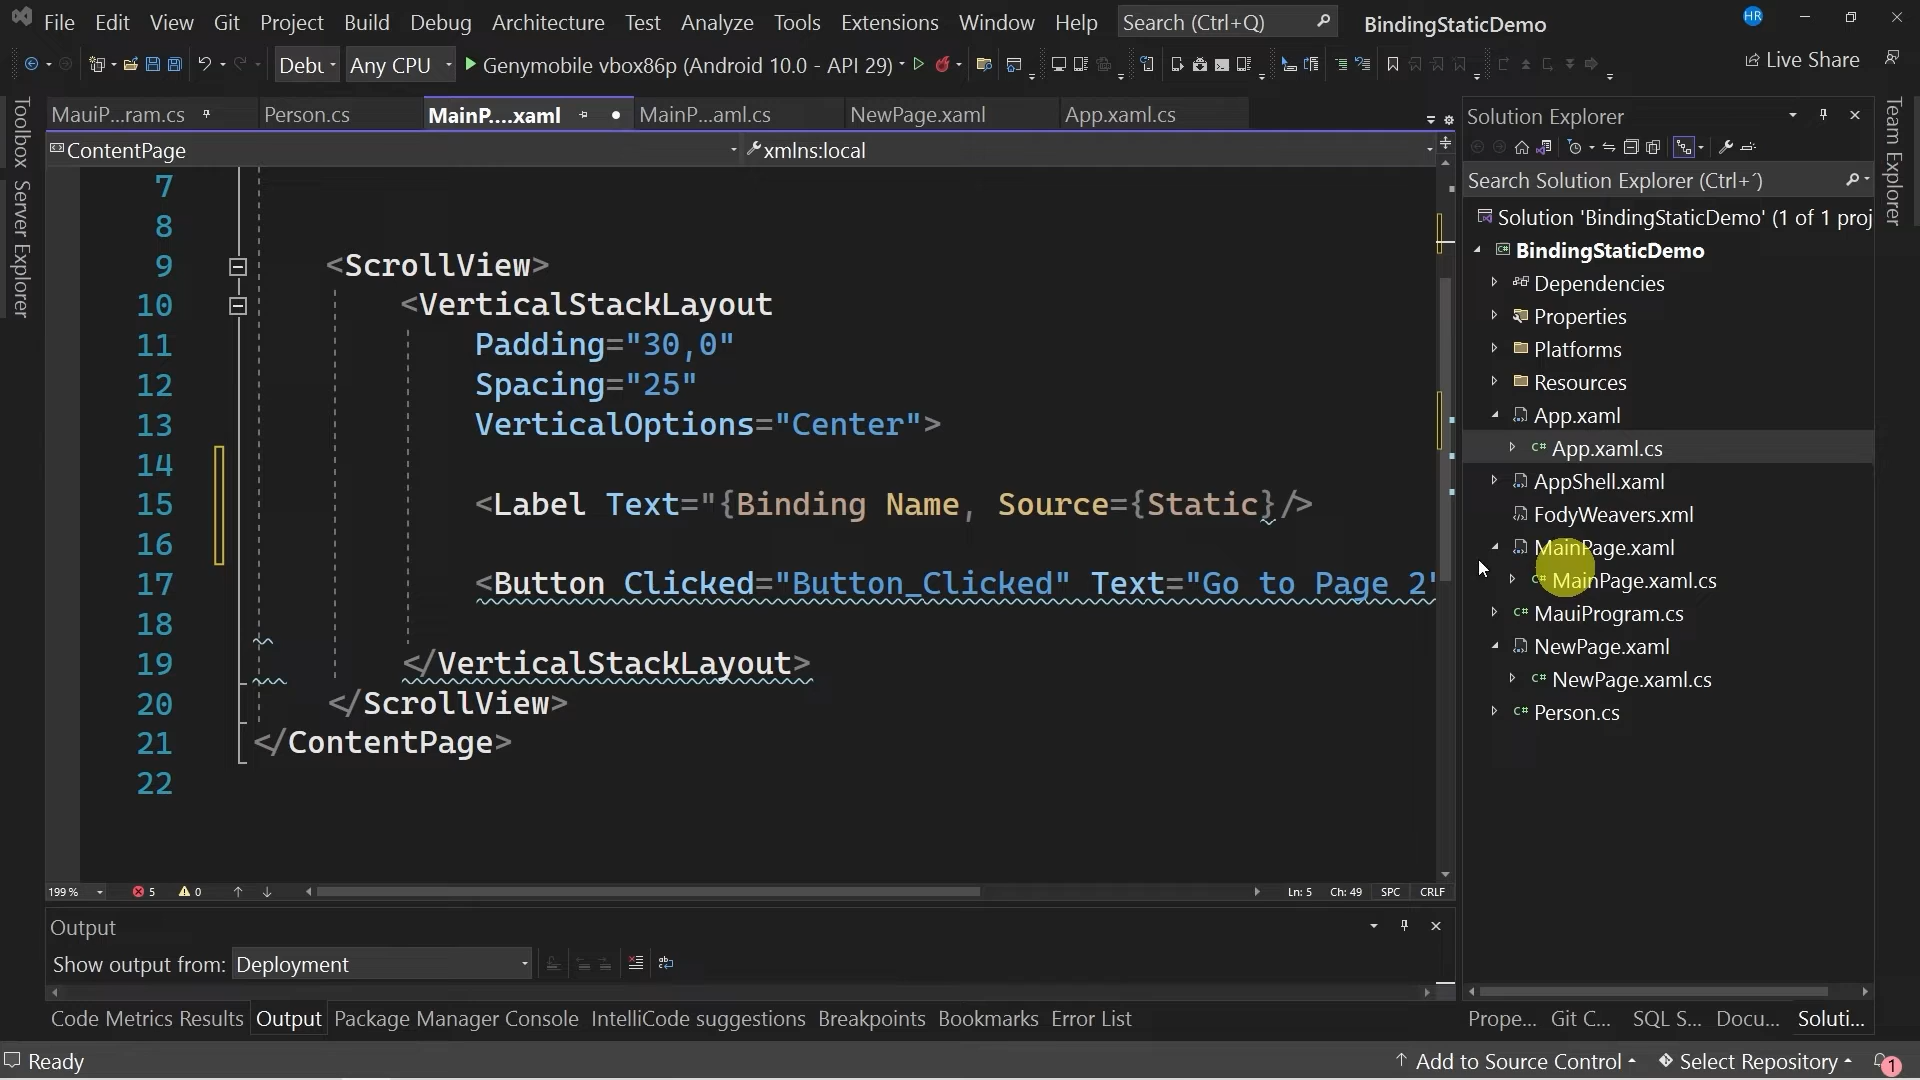 File Edit View Git Project Build Debug Architecture Test Analyze Tools Extensions Window Help Search (Ctrl+Q) BindingStaticDemo HR
Debu Any CPU Genymobile vbox86p (Android 10.0 - API 29) Live Share
MauiP...ram.cs Person.cs MainP....xaml MainP...aml.cs NewPage.xaml App.xaml.cs
ContentPage xmlns:local
7
8
9 <ScrollView>
10 <VerticalStackLayout
11 Padding="30,0"
12 Spacing="25"
13 VerticalOptions="Center">
14
15 <Label Text="{Binding Name, Source={Static}/>
16
17 <Button Clicked="Button_Clicked" Text="Go to Page 2"
18
19 </VerticalStackLayout>
20 </ScrollView>
21 </ContentPage>
22
199 % 5 0 Ln: 5 Ch: 49 SPC CRLF
Output
Show output from: Deployment
Code Metrics Results Output Package Manager Console IntelliCode suggestions Breakpoints Bookmarks Error List
Ready
Toolbox
Server Explorer
Solution Explorer
Search Solution Explorer (Ctrl+´)
Solution 'BindingStaticDemo' (1 of 1 proj
BindingStaticDemo
Dependencies
Properties
Platforms
Resources
App.xaml
C# App.xaml.cs
AppShell.xaml
FodyWeavers.xml
MainPage.xaml
C# MainPage.xaml.cs
C# MauiProgram.cs
NewPage.xaml
C# NewPage.xaml.cs
C# Person.cs
Prope... Git C... SQL S... Docu... Soluti...
Add to Source Control Select Repository 1
Team Explorer